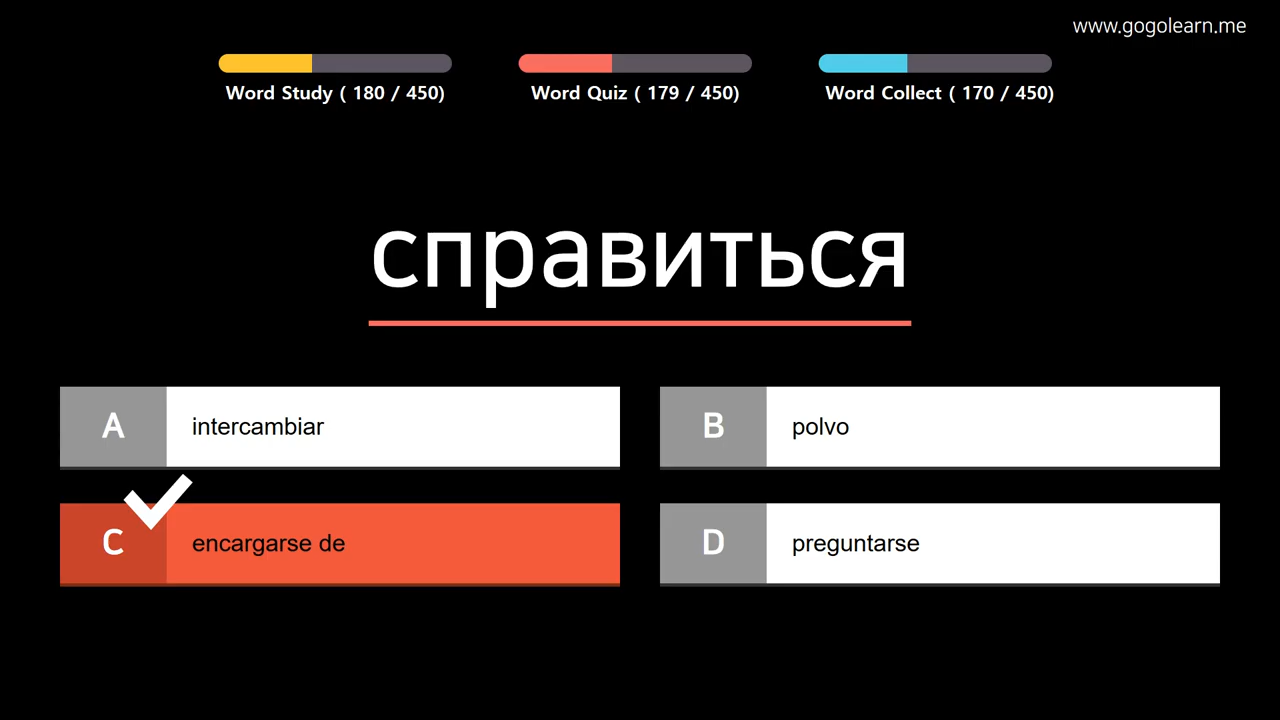 www.gogolearn.me
Word Study ( 180 / 450)
Word Quiz ( 179 / 450)
Word Collect ( 170 / 450)
справиться
A intercambiar
B polvo
C encargarse de
D preguntarse